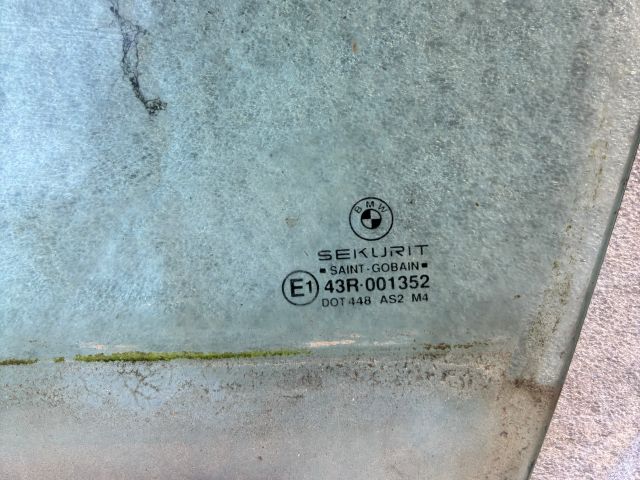 BMW
SEKURIT
SAINT-GOBAIN
E1 43R-001352
DOT 448 AS2 M4